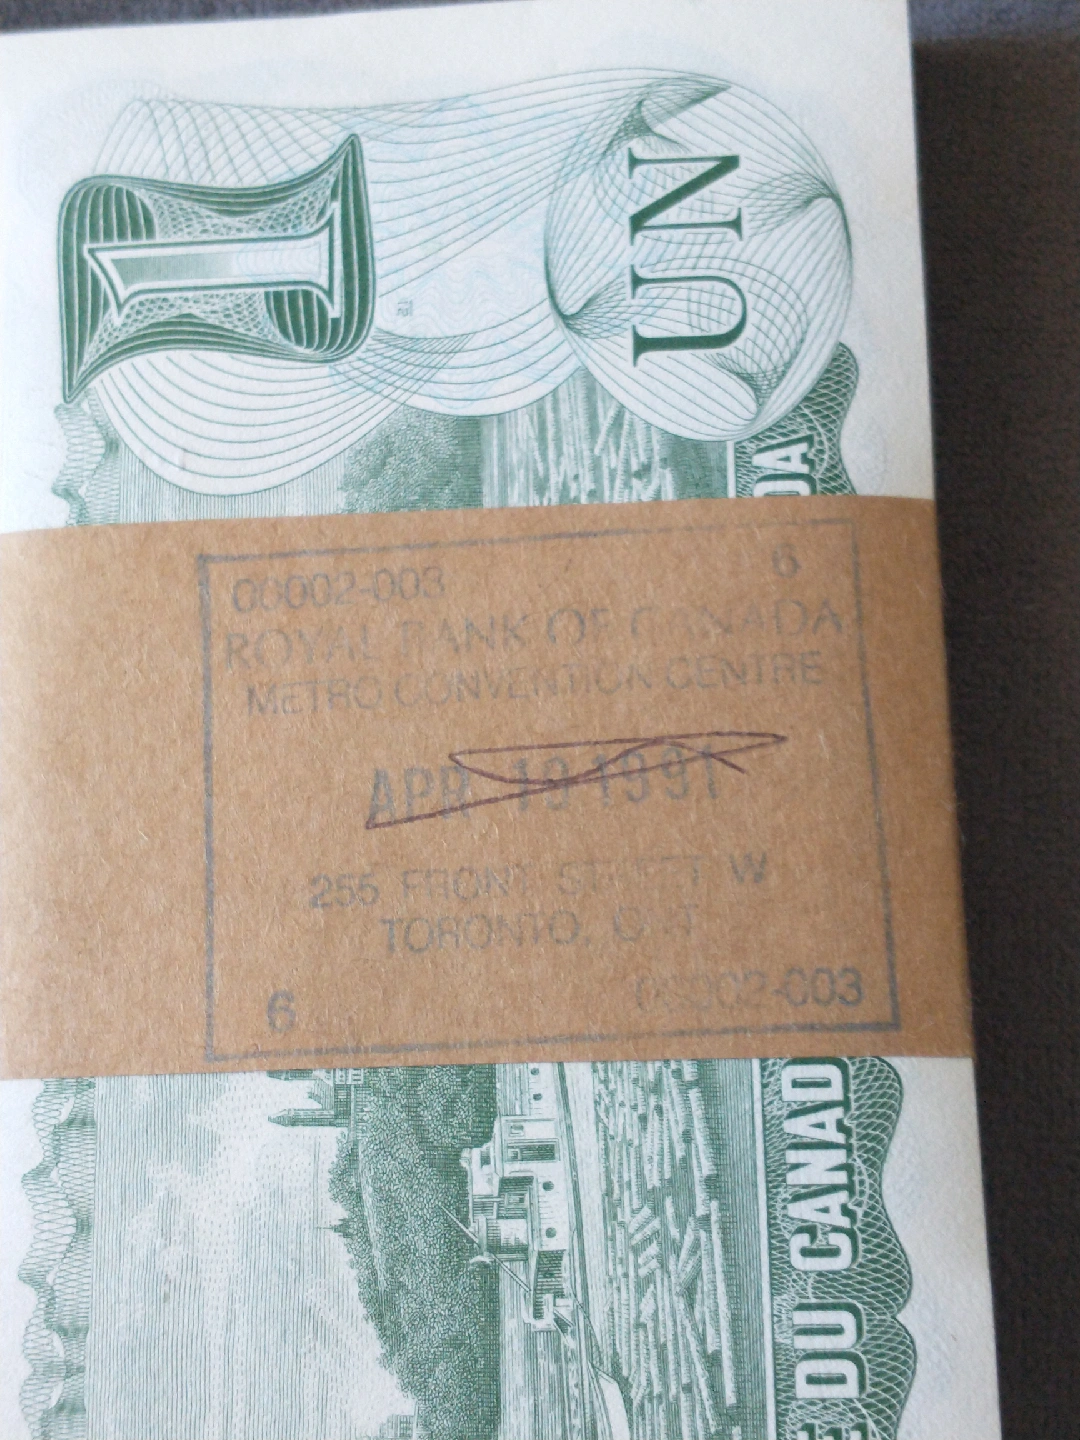 1
UN
DA
00002-003 6
ROYAL BANK OF CANADA
METRO CONVENTION CENTRE
APR 19 1991
255 FRONT STREET W
TORONTO, ONT
6 00002-003
E DU CANAD